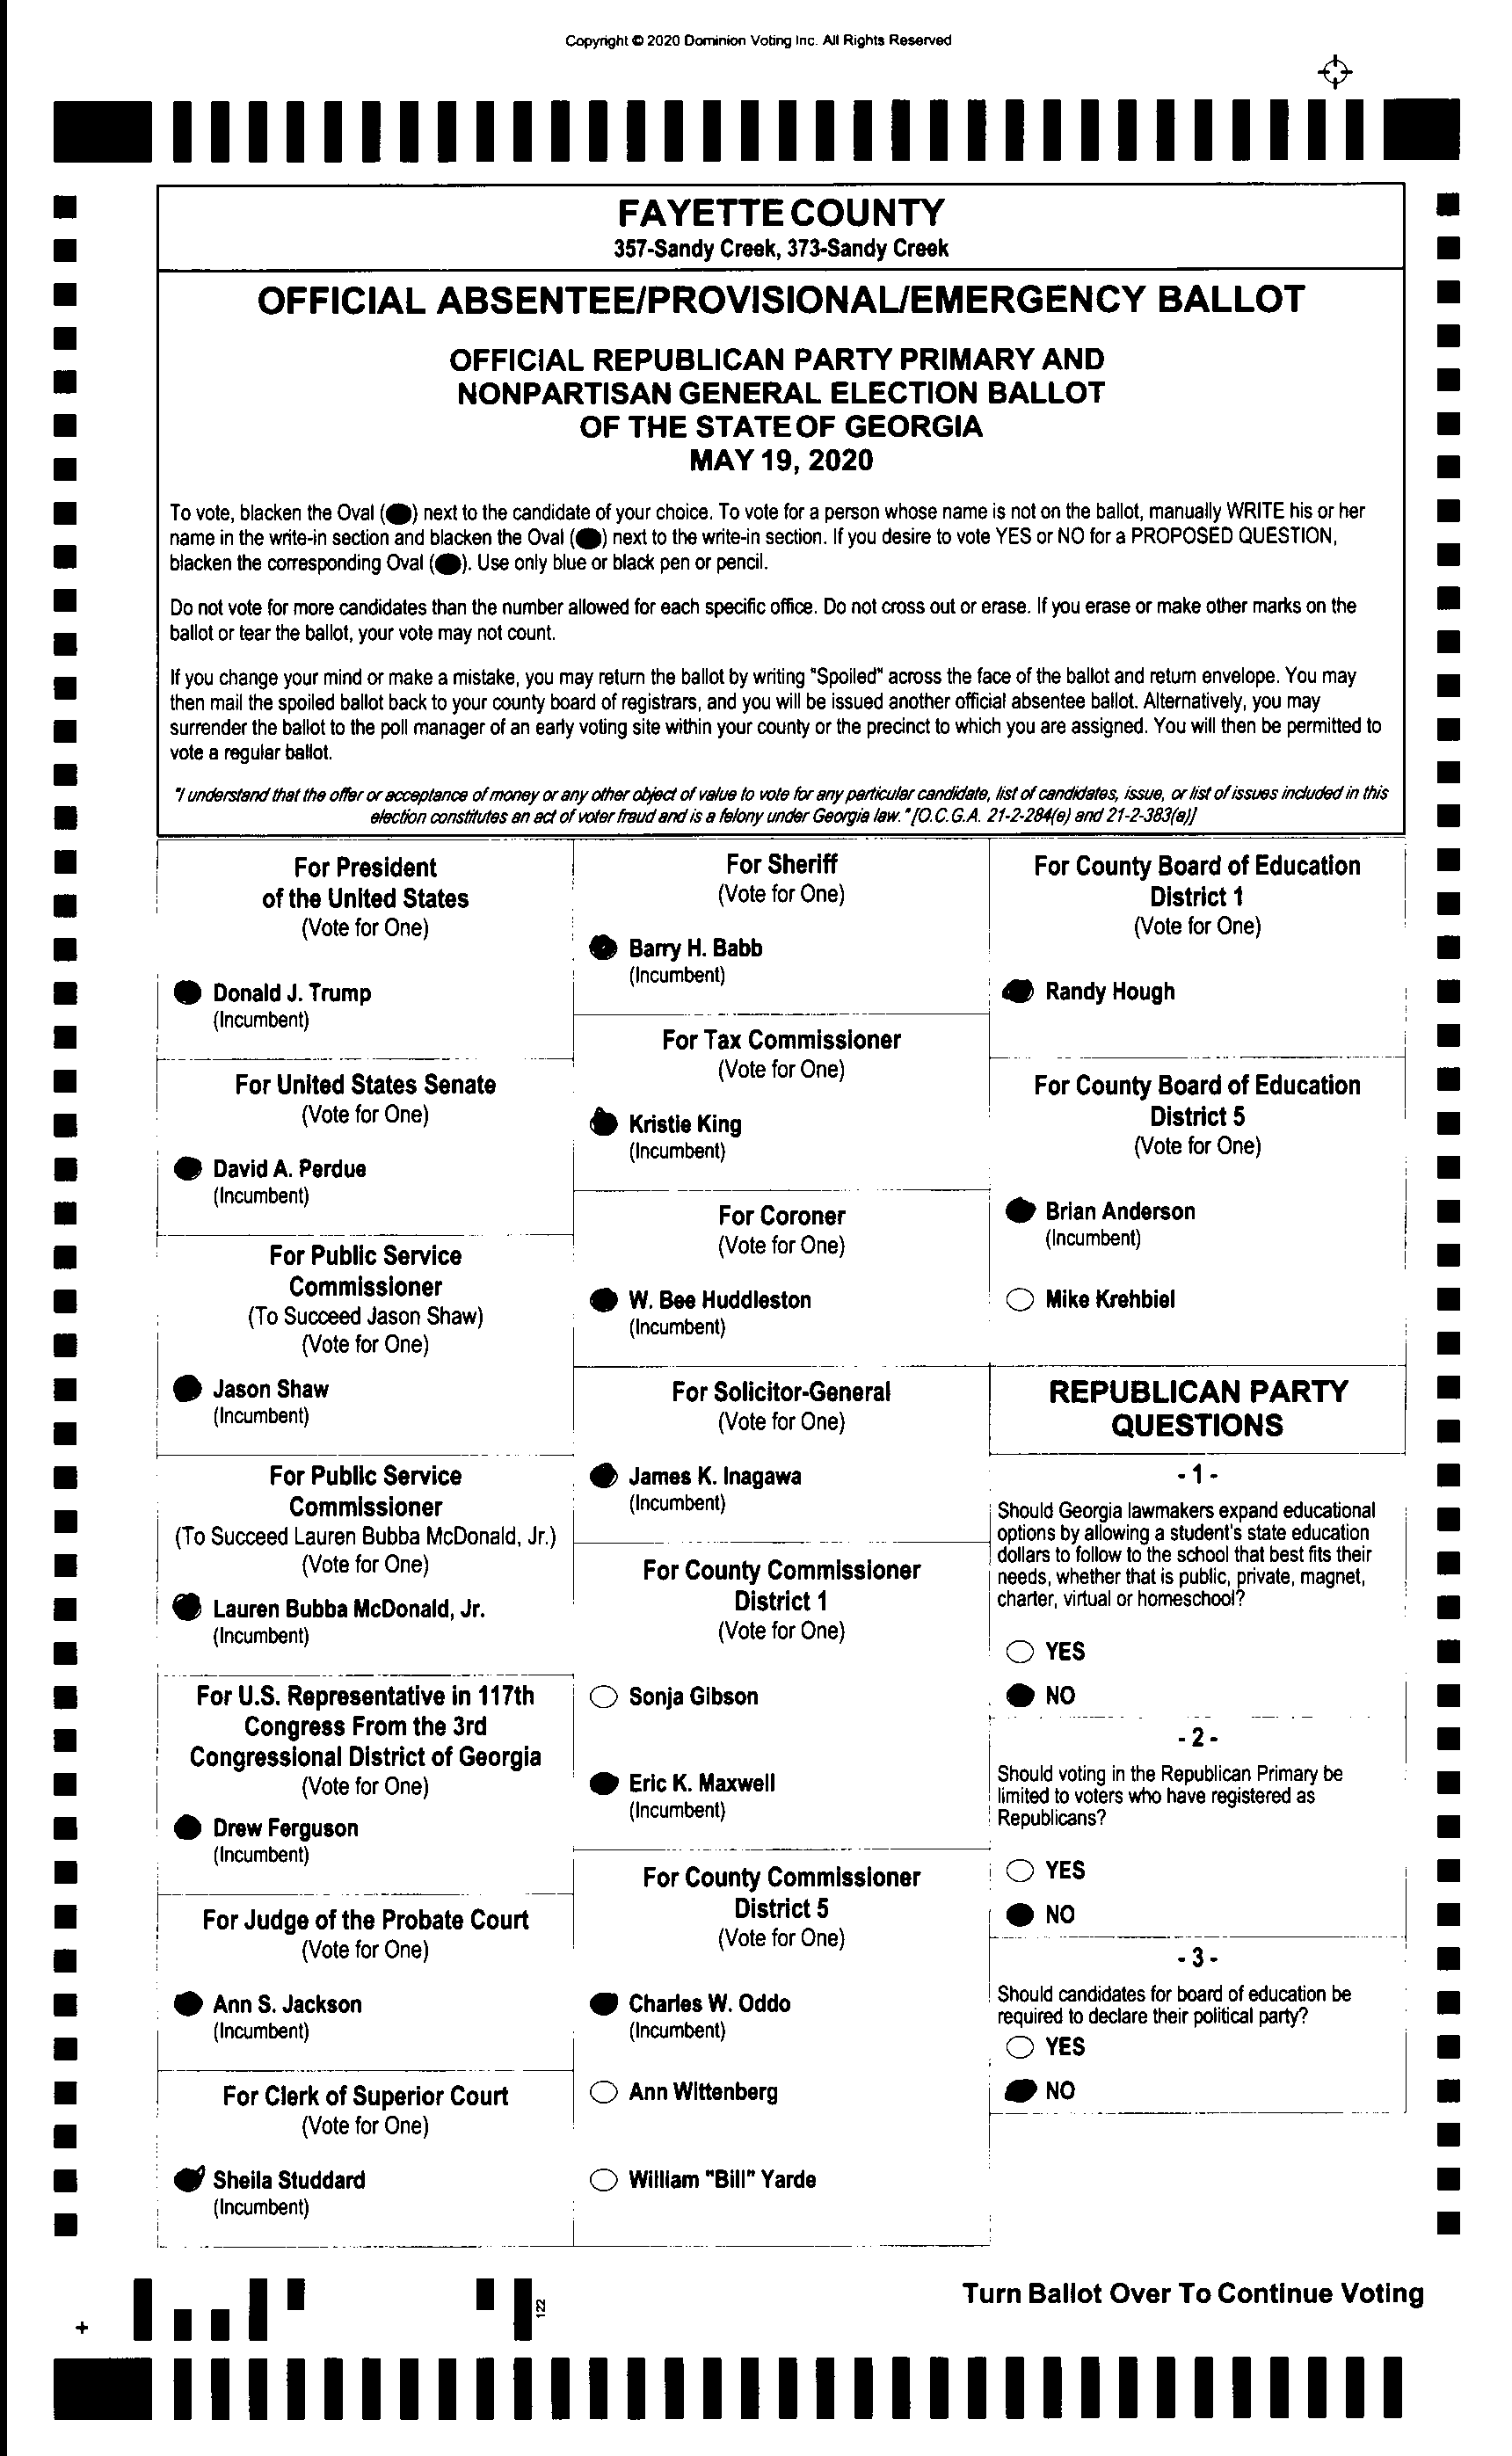 Copyright © 2020 Dominion Voting Inc. All Rights Reserved
FAYETTE COUNTY
357-Sandy Creek, 373-Sandy Creek
OFFICIAL ABSENTEE/PROVISIONAL/EMERGENCY BALLOT
OFFICIAL REPUBLICAN PARTY PRIMARY AND
NONPARTISAN GENERAL ELECTION BALLOT
OF THE STATE OF GEORGIA
MAY 19, 2020
To vote, blacken the Oval (●) next to the candidate of your choice. To vote for a person whose name is not on the ballot, manually WRITE his or her
name in the write-in section and blacken the Oval (●) next to the write-in section. If you desire to vote YES or NO for a PROPOSED QUESTION,
blacken the corresponding Oval (●). Use only blue or black pen or pencil.
Do not vote for more candidates than the number allowed for each specific office. Do not cross out or erase. If you erase or make other marks on the
ballot or tear the ballot, your vote may not count.
If you change your mind or make a mistake, you may return the ballot by writing "Spoiled" across the face of the ballot and return envelope. You may
then mail the spoiled ballot back to your county board of registrars, and you will be issued another official absentee ballot. Alternatively, you may
surrender the ballot to the poll manager of an early voting site within your county or the precinct to which you are assigned. You will then be permitted to
vote a regular ballot.
"I understand that the offer or acceptance of money or any other object of value to vote for any particular candidate, list of candidates, issue, or list of issues included in this
election constitutes an act of voter fraud and is a felony under Georgia law." [O.C.G.A. 21-2-284(e) and 21-2-383(a)]
For President
of the United States
(Vote for One)
Donald J. Trump
(Incumbent)
For United States Senate
(Vote for One)
David A. Perdue
(Incumbent)
For Public Service
Commissioner
(To Succeed Jason Shaw)
(Vote for One)
Jason Shaw
(Incumbent)
For Public Service
Commissioner
(To Succeed Lauren Bubba McDonald, Jr.)
(Vote for One)
Lauren Bubba McDonald, Jr.
(Incumbent)
For U.S. Representative in 117th
Congress From the 3rd
Congressional District of Georgia
(Vote for One)
Drew Ferguson
(Incumbent)
For Judge of the Probate Court
(Vote for One)
Ann S. Jackson
(Incumbent)
For Clerk of Superior Court
(Vote for One)
Sheila Studdard
(Incumbent)
For Sheriff
(Vote for One)
Barry H. Babb
(Incumbent)
For Tax Commissioner
(Vote for One)
Kristie King
(Incumbent)
For Coroner
(Vote for One)
W. Bee Huddleston
(Incumbent)
For Solicitor-General
(Vote for One)
James K. Inagawa
(Incumbent)
For County Commissioner
District 1
(Vote for One)
Sonja Gibson
Eric K. Maxwell
(Incumbent)
For County Commissioner
District 5
(Vote for One)
Charles W. Oddo
(Incumbent)
Ann Wittenberg
William "Bill" Yarde
For County Board of Education
District 1
(Vote for One)
Randy Hough
For County Board of Education
District 5
(Vote for One)
Brian Anderson
(Incumbent)
Mike Krehbiel
REPUBLICAN PARTY
QUESTIONS
- 1 -
Should Georgia lawmakers expand educational
options by allowing a student's state education
dollars to follow to the school that best fits their
needs, whether that is public, private, magnet,
charter, virtual or homeschool?
YES
NO
- 2 -
Should voting in the Republican Primary be
limited to voters who have registered as
Republicans?
YES
NO
- 3 -
Should candidates for board of education be
required to declare their political party?
YES
NO
122
Turn Ballot Over To Continue Voting